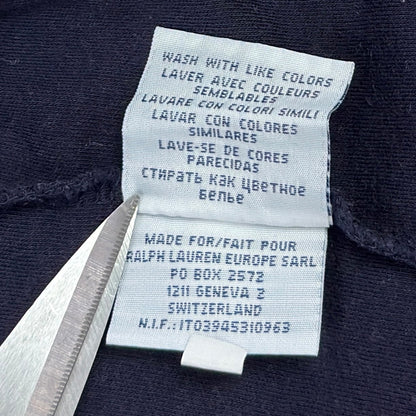 WASH WITH LIKE COLORS
LAVER AVEC COULEURS
SEMBLABLES
LAVARE CON COLORI SIMILI
LAVAR CON COLORES
SIMILARES
LAVE-SE DE CORES
PARECIDAS
СТИРАТЬ КАК ЦВЕТНОЕ
БЕЛЬЕ
MADE FOR/FAIT POUR
RALPH LAUREN EUROPE SARL
PO BOX 2572
1211 GENEVA 2
SWITZERLAND
N.I.F.:IT03945310963